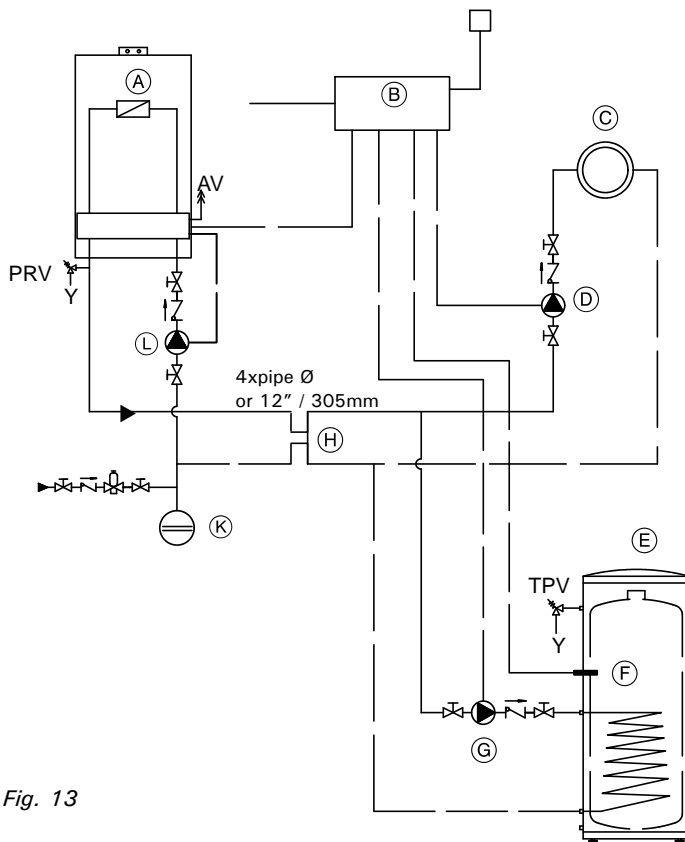 A
B
C
AV
PRV
Y
D
L
4xpipe Ø
or 12” / 305mm
H
K
E
TPV
Y
F
G
Fig. 13